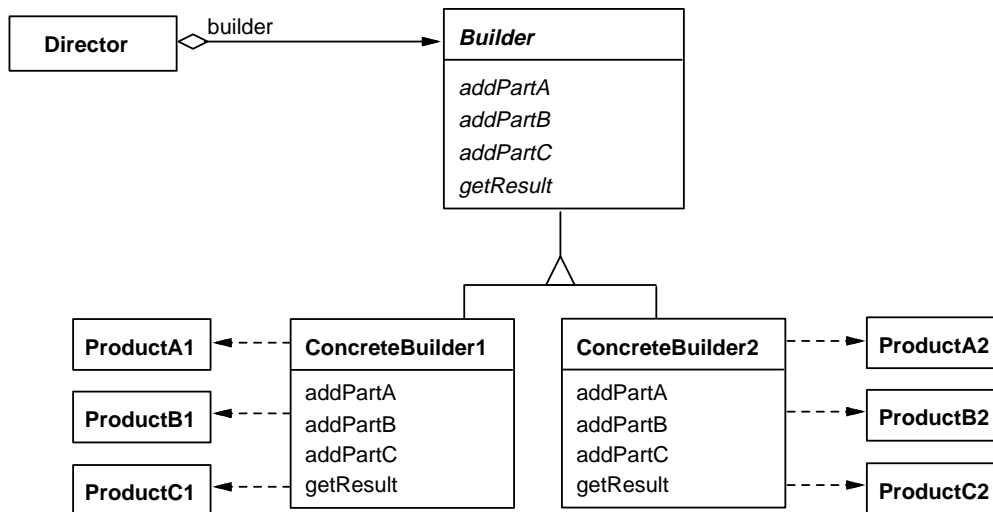 Director
builder
Builder
addPartA
addPartB
addPartC
getResult
ProductA1
ProductB1
ProductC1
ConcreteBuilder1
addPartA
addPartB
addPartC
getResult
ConcreteBuilder2
addPartA
addPartB
addPartC
getResult
ProductA2
ProductB2
ProductC2